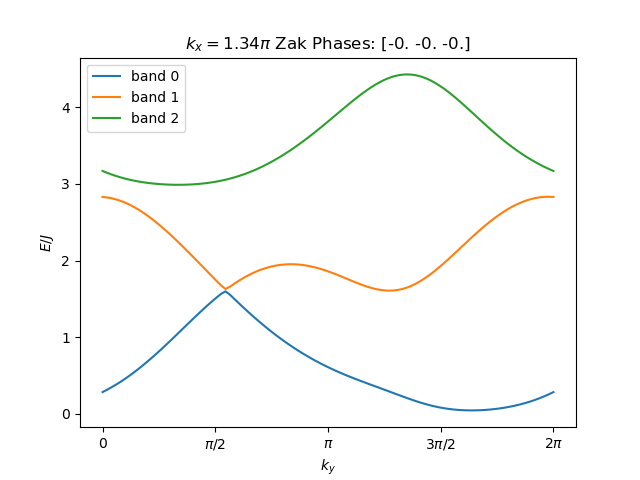 $k_x = 1.34\pi$ Zak Phases: [-0. -0. -0.]
band 0
band 1
band 2
E/J
4
3
2
1
0
0 π/2 π 3π/2 2π
$k_y$